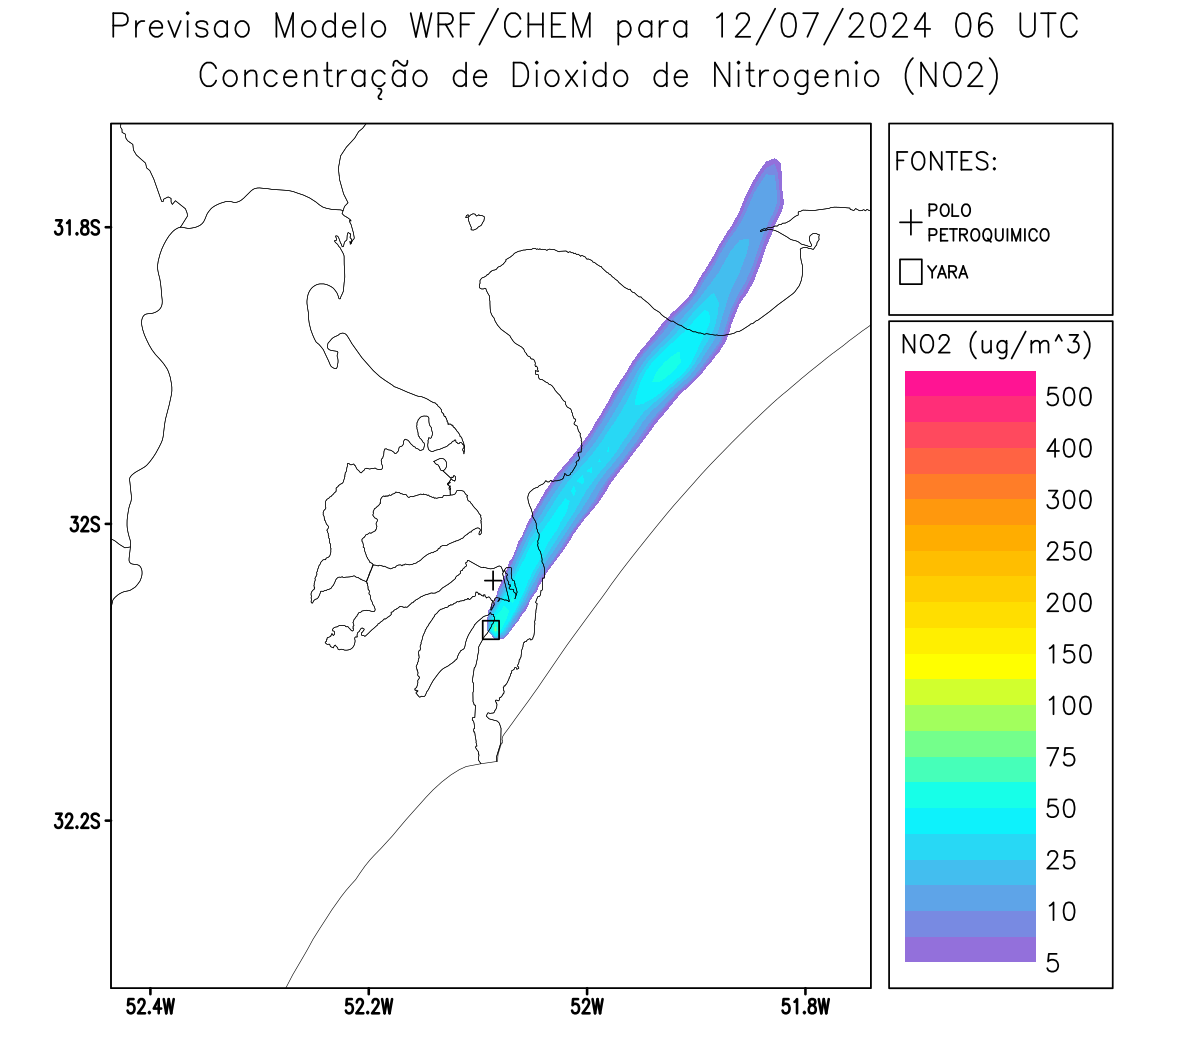 Previsao Modelo WRF/CHEM para 12/07/2024 06 UTC
Concentração de Dioxido de Nitrogenio (NO2)
FONTES:
POLO
PETROQUIMICO
YARA
NO2 (ug/m^3)
500
400
300
250
200
150
100
75
50
25
10
5
31.8S
32S
32.2S
52.4W
52.2W
52W
51.8W